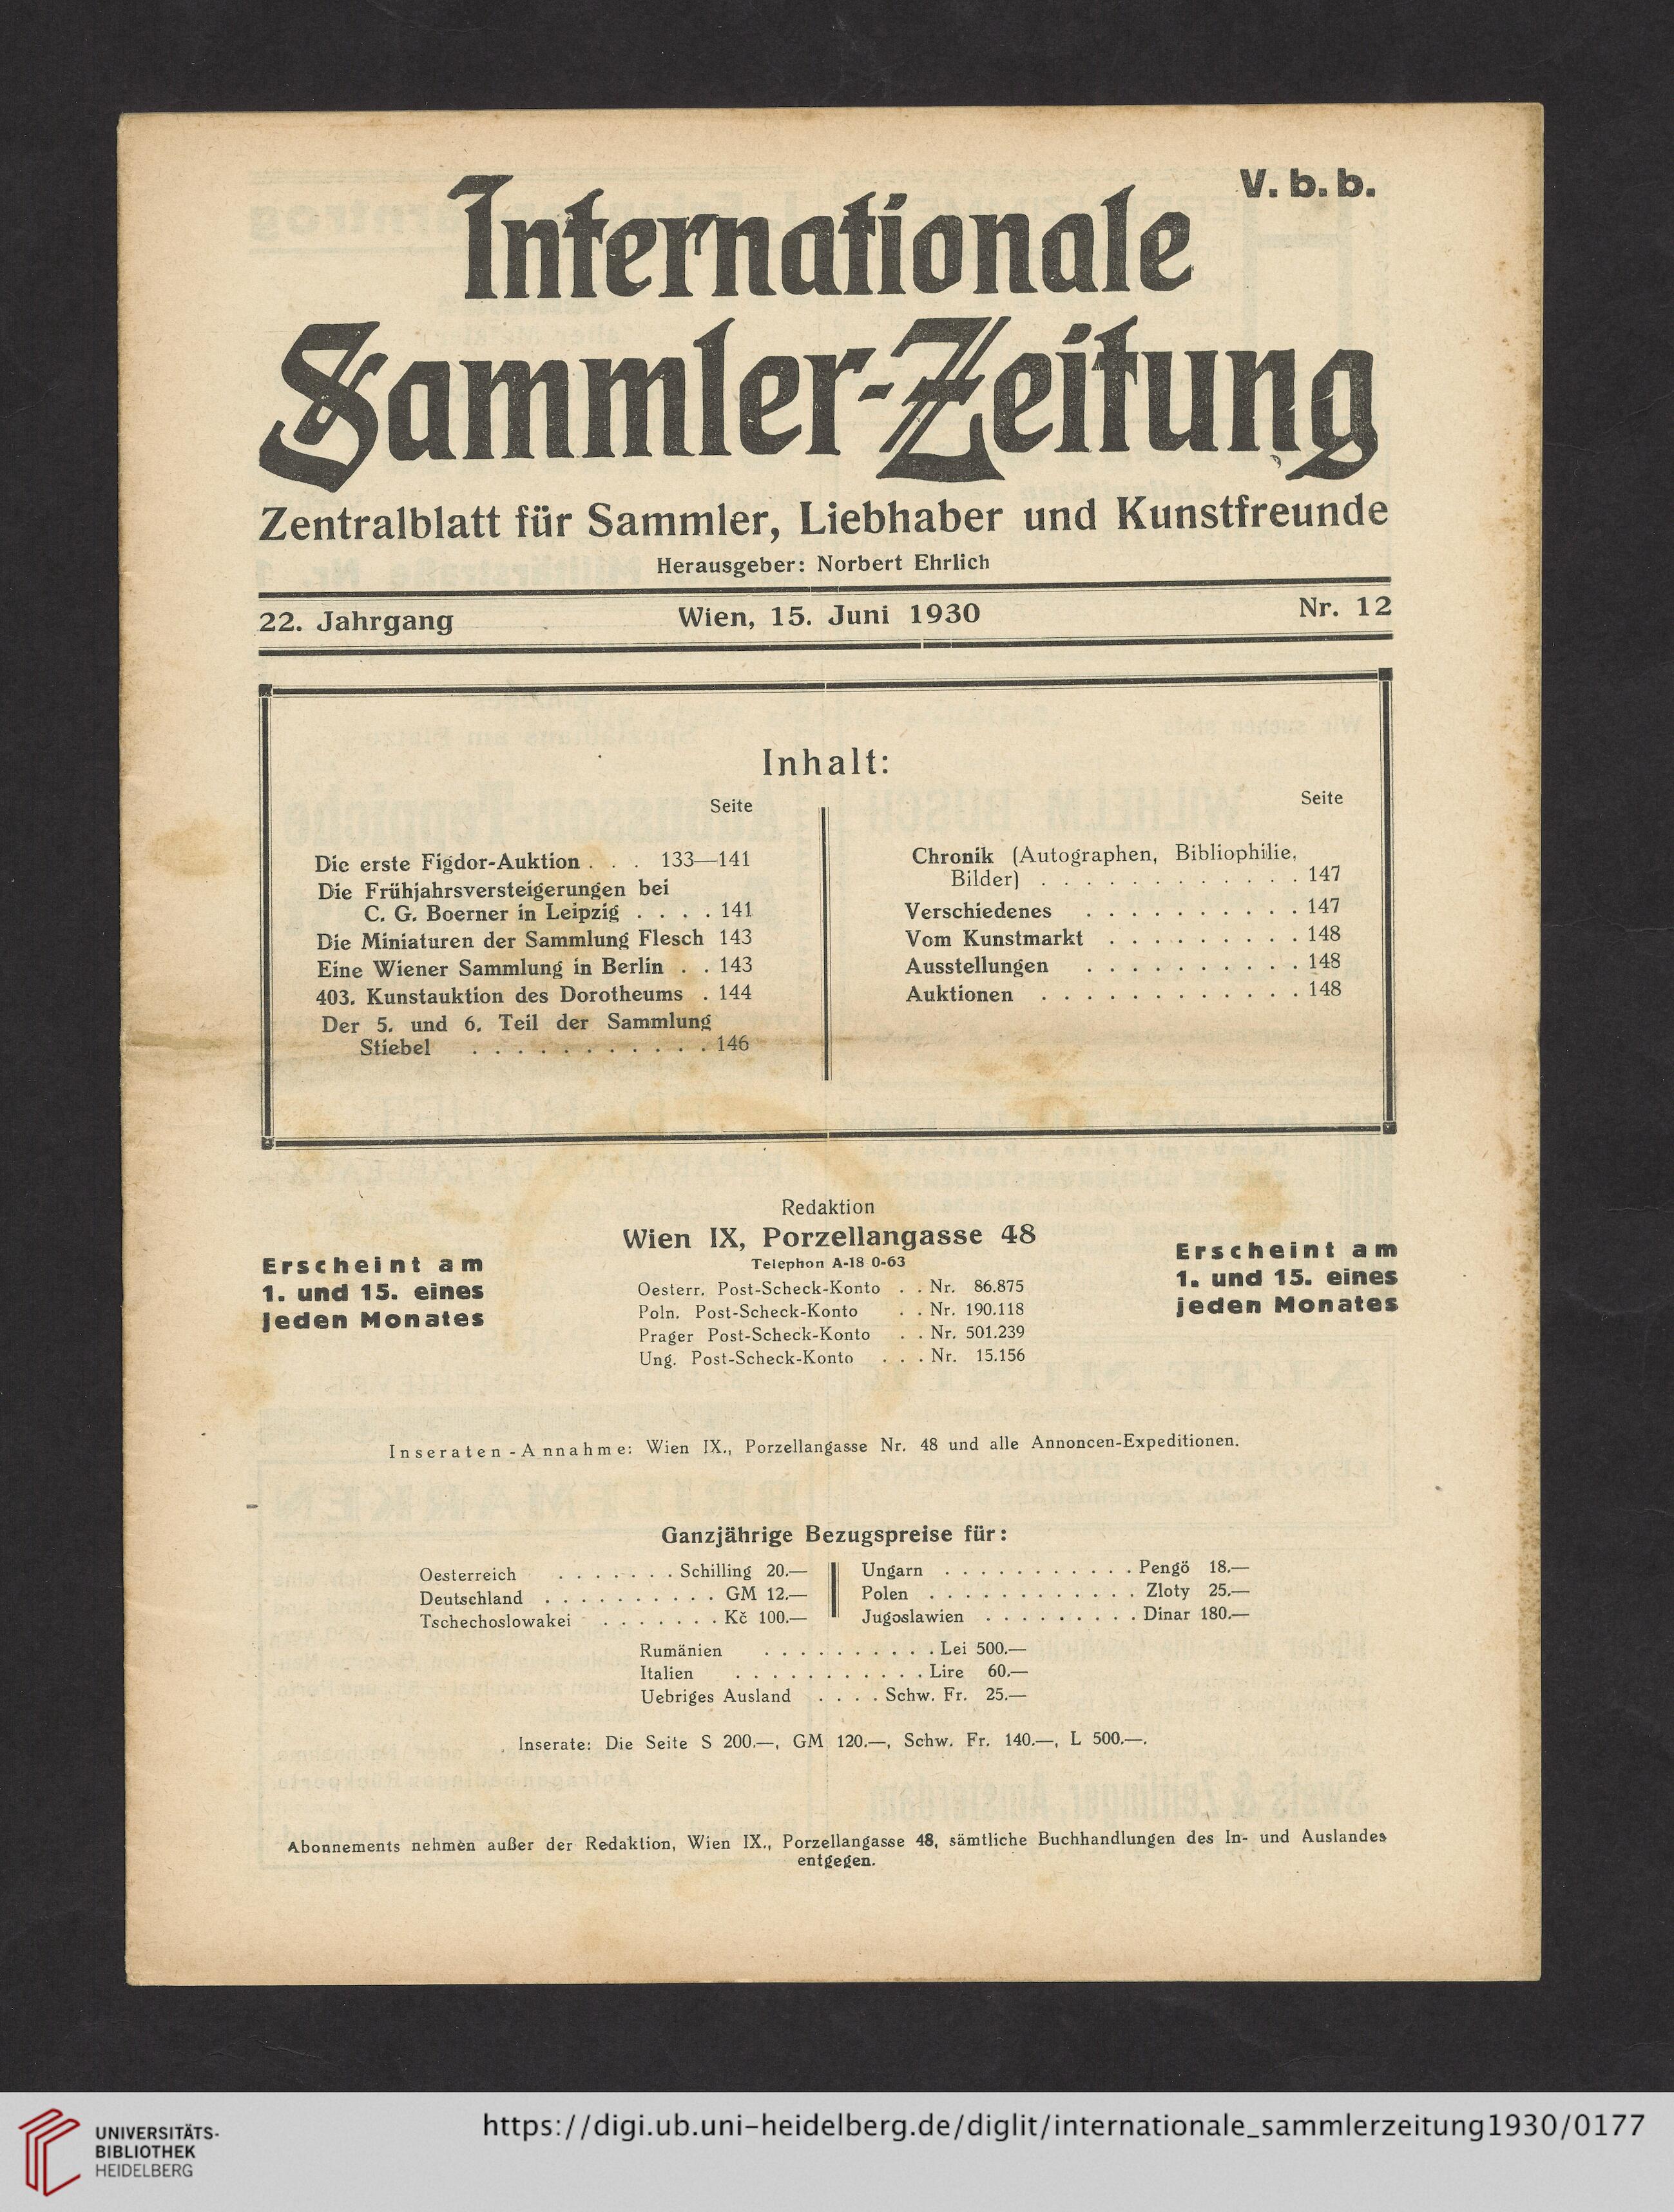 V. b. b.
Internationale
Sammler-Zeitung
Zentralblatt für Sammler, Liebhaber und Kunstfreunde
Herausgeber: Norbert Ehrlich
22. Jahrgang Wien, 15. Juni 1930 Nr. 12
Inhalt:
Seite
Die erste Figdor-Auktion . . . 133—141
Die Frühjahrsversteigerungen bei
C. G. Boerner in Leipzig . . . . 141
Die Miniaturen der Sammlung Flesch 143
Eine Wiener Sammlung in Berlin . . 143
403. Kunstauktion des Dorotheums . 144
Der 5. und 6. Teil der Sammlung
Stiebel . . . . . . . . . . . 146
Seite
Chronik (Autographen, Bibliophilie,
Bilder) . . . . . . . . . . . . 147
Verschiedenes . . . . . . . . . . 147
Vom Kunstmarkt . . . . . . . . . 148
Ausstellungen . . . . . . . . . . 148
Auktionen . . . . . . . . . . . . 148
Erscheint am
1. und 15. eines
jeden Monates
Redaktion
Wien IX, Porzellangasse 48
Telephon A-18 0-63
Oesterr. Post-Scheck-Konto . . Nr. 86.875
Poln. Post-Scheck-Konto . . Nr. 190.118
Prager Post-Scheck-Konto . . Nr. 501.239
Ung. Post-Scheck-Konto . . . Nr. 15.156
Erscheint am
1. und 15. eines
jeden Monates
Inseraten-Annahme: Wien IX., Porzellangasse Nr. 48 und alle Annoncen-Expeditionen.
Ganzjährige Bezugspreise für:
Oesterreich . . . . . . . Schilling 20.—
Deutschland . . . . . . . . . . GM 12.—
Tschechoslowakei . . . . . . . Kč 100.—
Ungarn . . . . . . . . . . . Pengö 18.—
Polen . . . . . . . . . . . . Zloty 25.—
Jugoslawien . . . . . . . . . Dinar 180.—
Rumänien . . . . . . . . . . Lei 500.—
Italien . . . . . . . . . . . Lire 60.—
Uebriges Ausland . . . . Schw. Fr. 25.—
Inserate: Die Seite S 200.—, GM 120.—, Schw. Fr. 140.—, L 500.—.
Abonnements nehmen außer der Redaktion, Wien IX., Porzellangasse 48, sämtliche Buchhandlungen des In- und Auslandes
entgegen.
UNIVERSITÄTS-
BIBLIOTHEK
HEIDELBERG
https://digi.ub.uni-heidelberg.de/diglit/internationale_sammlerzeitung1930/0177